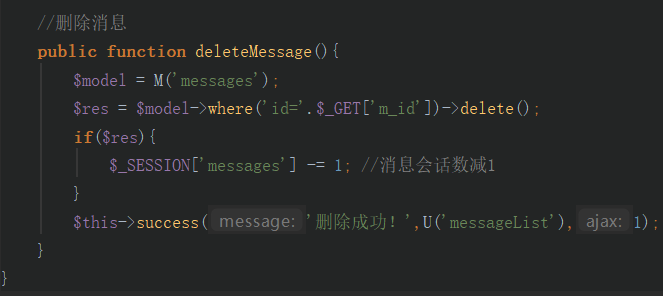 //删除消息
public function deleteMessage(){
$model = M('messages');
$res = $model->where('id='.$_GET['m_id'])->delete();
if($res){
$_SESSION['messages'] -= 1; //消息会话数减1
}
$this->success( message: '删除成功！',U('messageList'), ajax: 1);
}
}